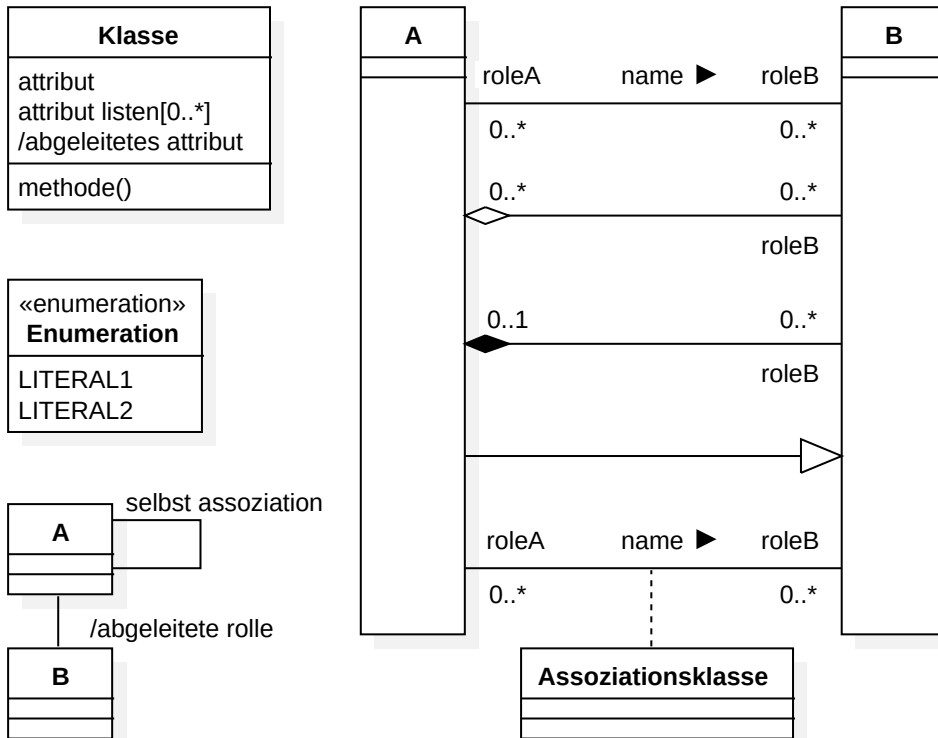 Klasse
attribut
attribut listen[0..*]
/abgeleitetes attribut
methode()
«enumeration»
Enumeration
LITERAL1
LITERAL2
selbst assoziation
A
/abgeleitete rolle
B
A
B
roleA name ▶ roleB
0..* 0..*
0..* 0..*
roleB
0..1 0..*
roleB
roleA name ▶ roleB
0..* 0..*
Assoziationsklasse